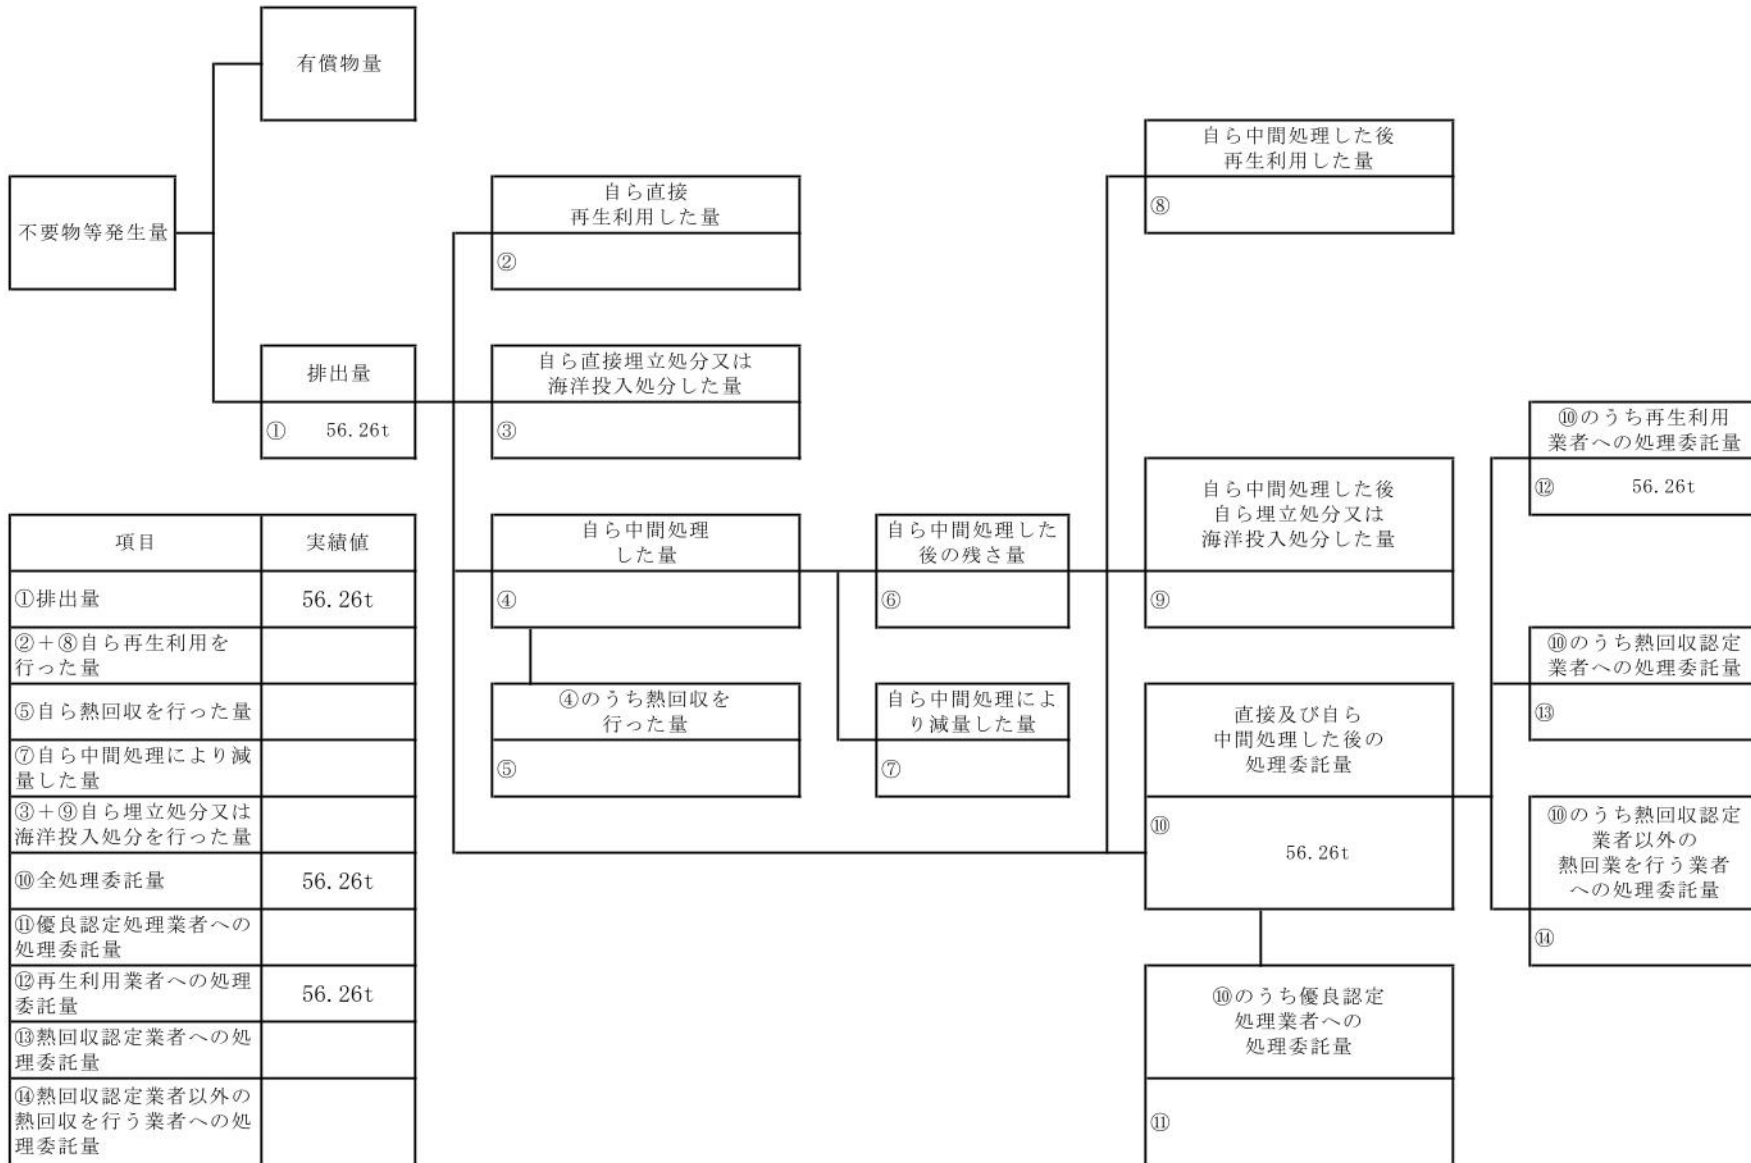 有償物量
不要物等発生量
排出量
① 56.26t
自ら直接
再生利用した量
②
自ら直接埋立処分又は
海洋投入処分した量
③
自ら中間処理
した量
④
④のうち熱回収を
行った量
⑤
自ら中間処理した
後の残さ量
⑥
自ら中間処理によ
り減量した量
⑦
自ら中間処理した後
再生利用した量
⑧
自ら中間処理した後
自ら埋立処分又は
海洋投入処分した量
⑨
直接及び自ら
中間処理した後の
処理委託量
⑩
56.26t
⑩のうち優良認定
処理業者への
処理委託量
⑪
⑩のうち再生利用
業者への処理委託量
⑫ 56.26t
⑩のうち熱回収認定
業者への処理委託量
⑬
⑩のうち熱回収認定
業者以外の
熱回業を行う業者
への処理委託量
⑭
項目 実績値
①排出量 56.26t
②+⑧自ら再生利用を
行った量
⑤自ら熱回収を行った量
⑦自ら中間処理により減
量した量
③+⑨自ら埋立処分又は
海洋投入処分を行った量
⑩全処理委託量 56.26t
⑪優良認定処理業者への
処理委託量
⑫再生利用業者への処理
委託量 56.26t
⑬熱回収認定業者への処
理委託量
⑭熱回収認定業者以外の
熱回収を行う業者への処
理委託量